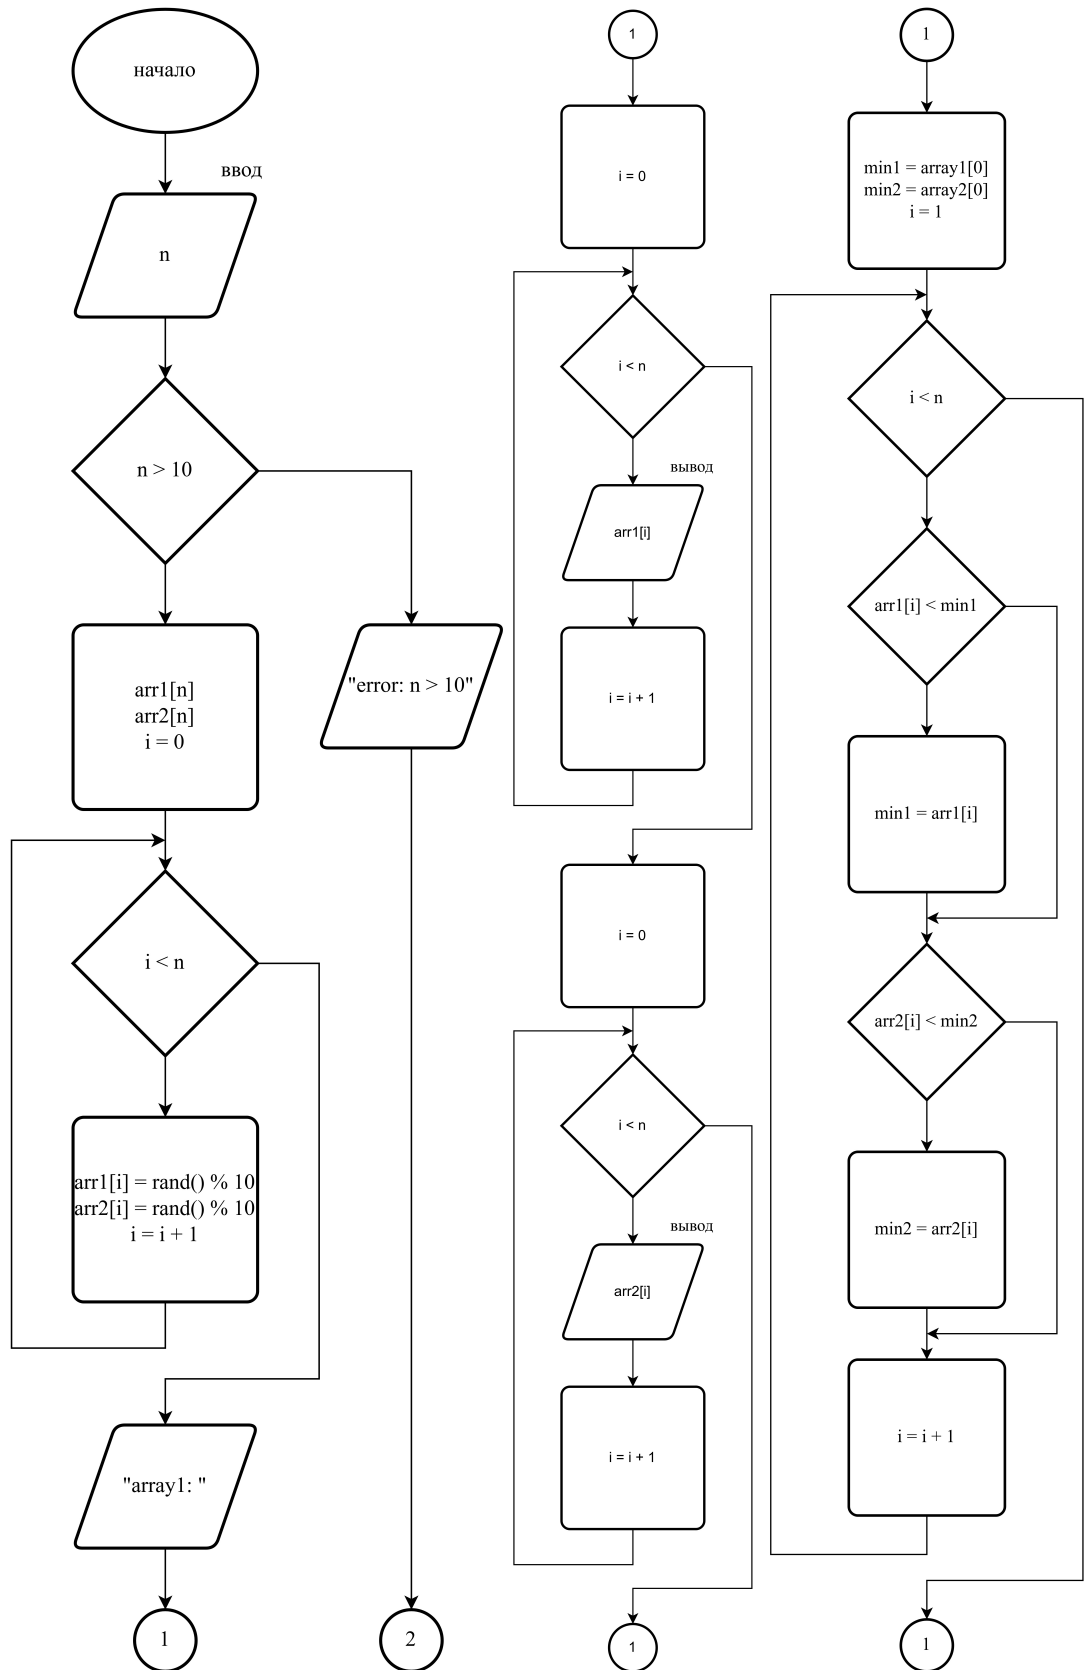 начало
ввод
n
n > 10
arr1[n]
arr2[n]
i = 0
"error: n > 10"
i < n
arr1[i] = rand() % 10
arr2[i] = rand() % 10
i = i + 1
"array1: "
1
2
1
i = 0
i < n
вывод
arr1[i]
i = i + 1
i = 0
i < n
вывод
arr2[i]
i = i + 1
1
1
min1 = array1[0]
min2 = array2[0]
i = 1
i < n
arr1[i] < min1
min1 = arr1[i]
arr2[i] < min2
min2 = arr2[i]
i = i + 1
1